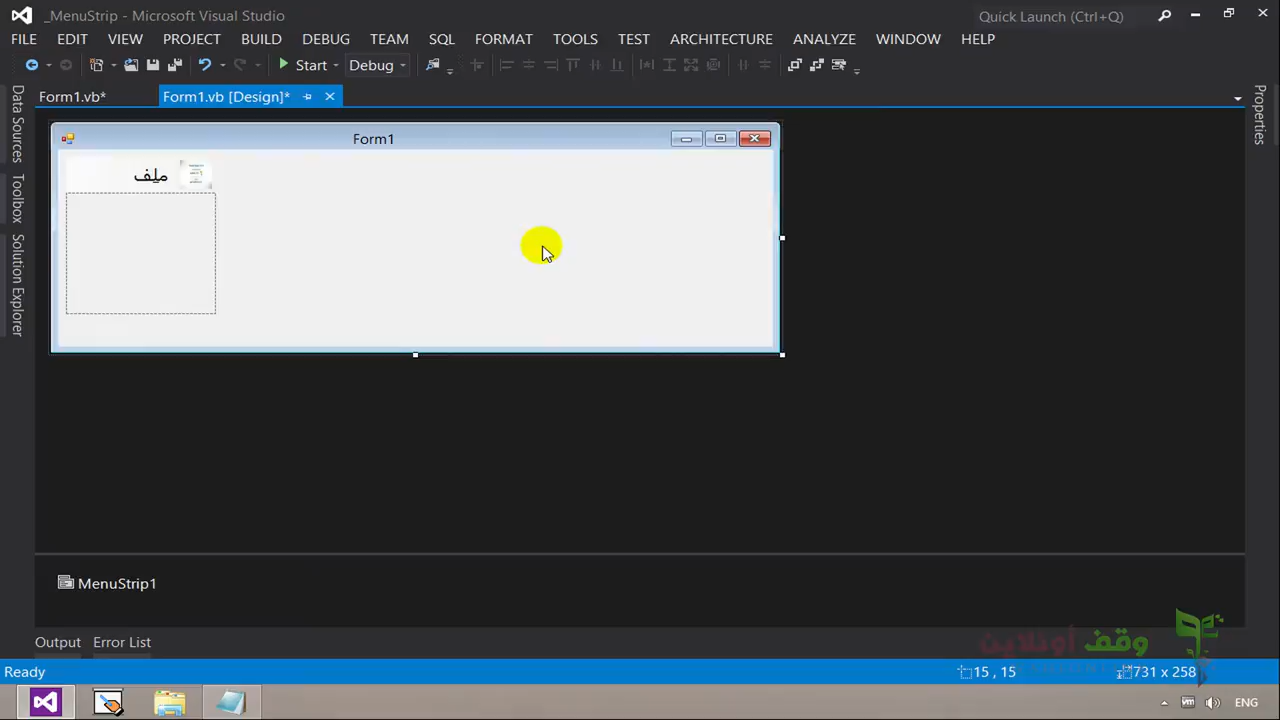 _MenuStrip - Microsoft Visual Studio
Quick Launch (Ctrl+Q)
FILE EDIT VIEW PROJECT BUILD DEBUG TEAM SQL FORMAT TOOLS TEST ARCHITECTURE ANALYZE WINDOW HELP
Start Debug
Form1.vb* Form1.vb [Design]*
Data Sources
Toolbox
Solution Explorer
Properties
Form1
ملف
MenuStrip1
Output Error List
وقف أونلاين
Ready 15 , 15 731 x 258
ENG